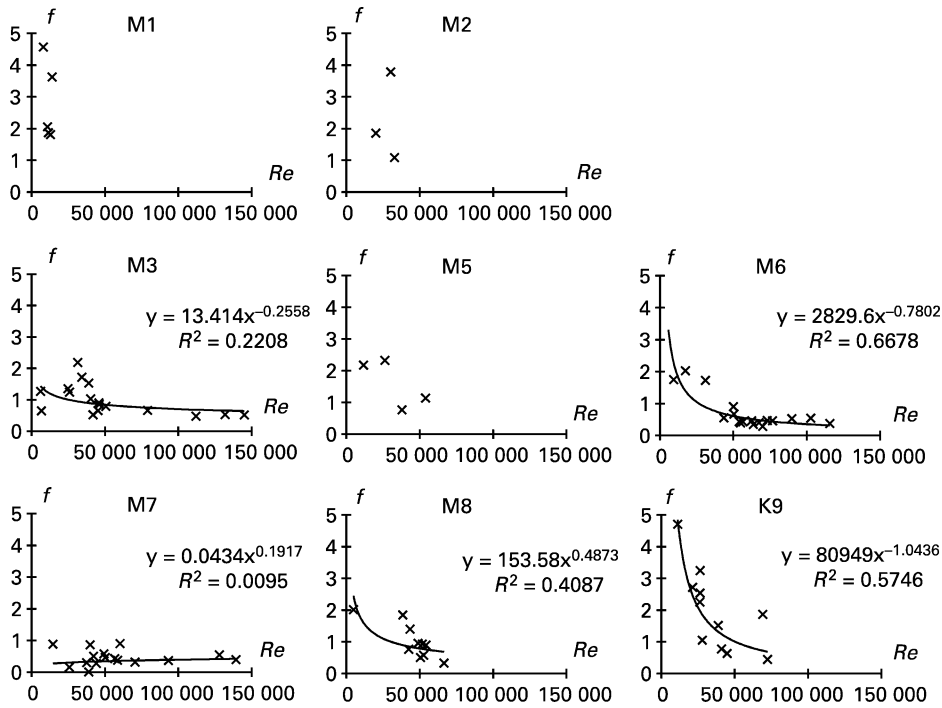 f
M1
5
4
3
2
1
0
Re
0 50 000 100 000 150 000
f
M2
5
4
3
2
1
0
Re
0 50 000 100 000 150 000
f
M3
5
4
3
2
1
0
y = 13.414x^–0.2558
R² = 0.2208
Re
0 50 000 100 000 150 000
f
M5
5
4
3
2
1
0
Re
0 50 000 100 000 150 000
f
M6
5
4
3
2
1
0
y = 2829.6x^–0.7802
R² = 0.6678
Re
0 50 000 100 000 150 000
f
M7
5
4
3
2
1
0
y = 0.0434x^0.1917
R² = 0.0095
Re
0 50 000 100 000 150 000
f
M8
5
4
3
2
1
0
y = 153.58x^0.4873
R² = 0.4087
Re
0 50 000 100 000 150 000
f
K9
5
4
3
2
1
0
y = 80949x^–1.0436
R² = 0.5746
Re
0 50 000 100 000 150 000